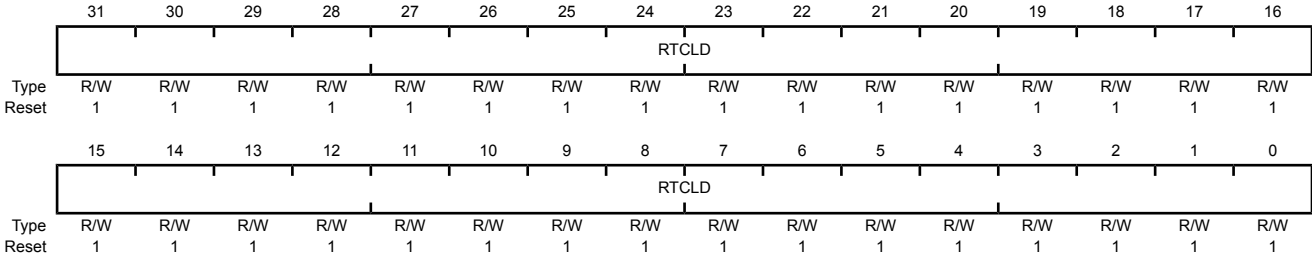 31 30 29 28 27 26 25 24 23 22 21 20 19 18 17 16
RTCLD
Type R/W R/W R/W R/W R/W R/W R/W R/W R/W R/W R/W R/W R/W R/W R/W R/W
Reset 1 1 1 1 1 1 1 1 1 1 1 1 1 1 1 1
15 14 13 12 11 10 9 8 7 6 5 4 3 2 1 0
RTCLD
Type R/W R/W R/W R/W R/W R/W R/W R/W R/W R/W R/W R/W R/W R/W R/W R/W
Reset 1 1 1 1 1 1 1 1 1 1 1 1 1 1 1 1